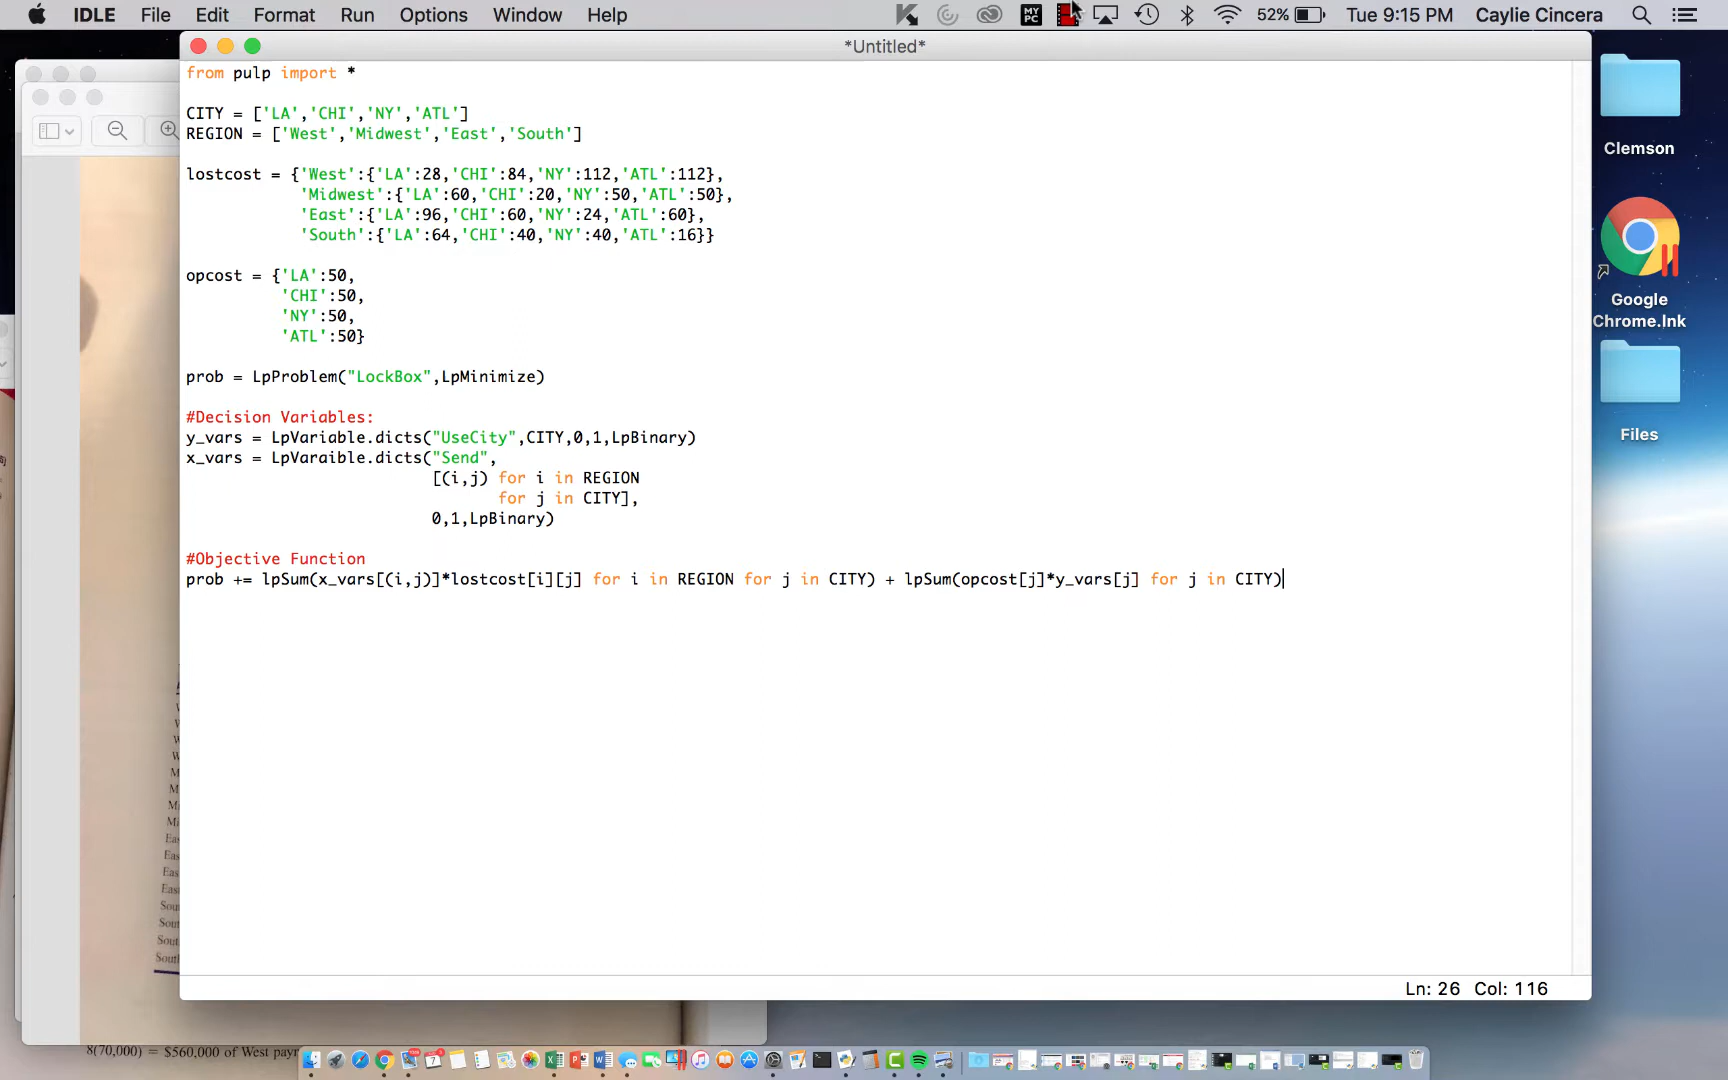 IDLE File Edit Format Run Options Window Help MY PC 52% Tue 9:15 PM Caylie Cincera
*Untitled*
from pulp import *
CITY = ['LA','CHI','NY','ATL']
REGION = ['West','Midwest','East','South']
lostcost = {'West':{'LA':28,'CHI':84,'NY':112,'ATL':112},
'Midwest':{'LA':60,'CHI':20,'NY':50,'ATL':50},
'East':{'LA':96,'CHI':60,'NY':24,'ATL':60},
'South':{'LA':64,'CHI':40,'NY':40,'ATL':16}}
opcost = {'LA':50,
'CHI':50,
'NY':50,
'ATL':50}
prob = LpProblem("LockBox",LpMinimize)
#Decision Variables:
y_vars = LpVariable.dicts("UseCity",CITY,0,1,LpBinary)
x_vars = LpVaraible.dicts("Send",
[(i,j) for i in REGION
for j in CITY],
0,1,LpBinary)
#Objective Function
prob += lpSum(x_vars[(i,j)]*lostcost[i][j] for i in REGION for j in CITY) + lpSum(opcost[j]*y_vars[j] for j in CITY)
Ln: 26 Col: 116
Clemson
Google
Chrome.lnk
Files
8(70,000) = $560,000 of West pay